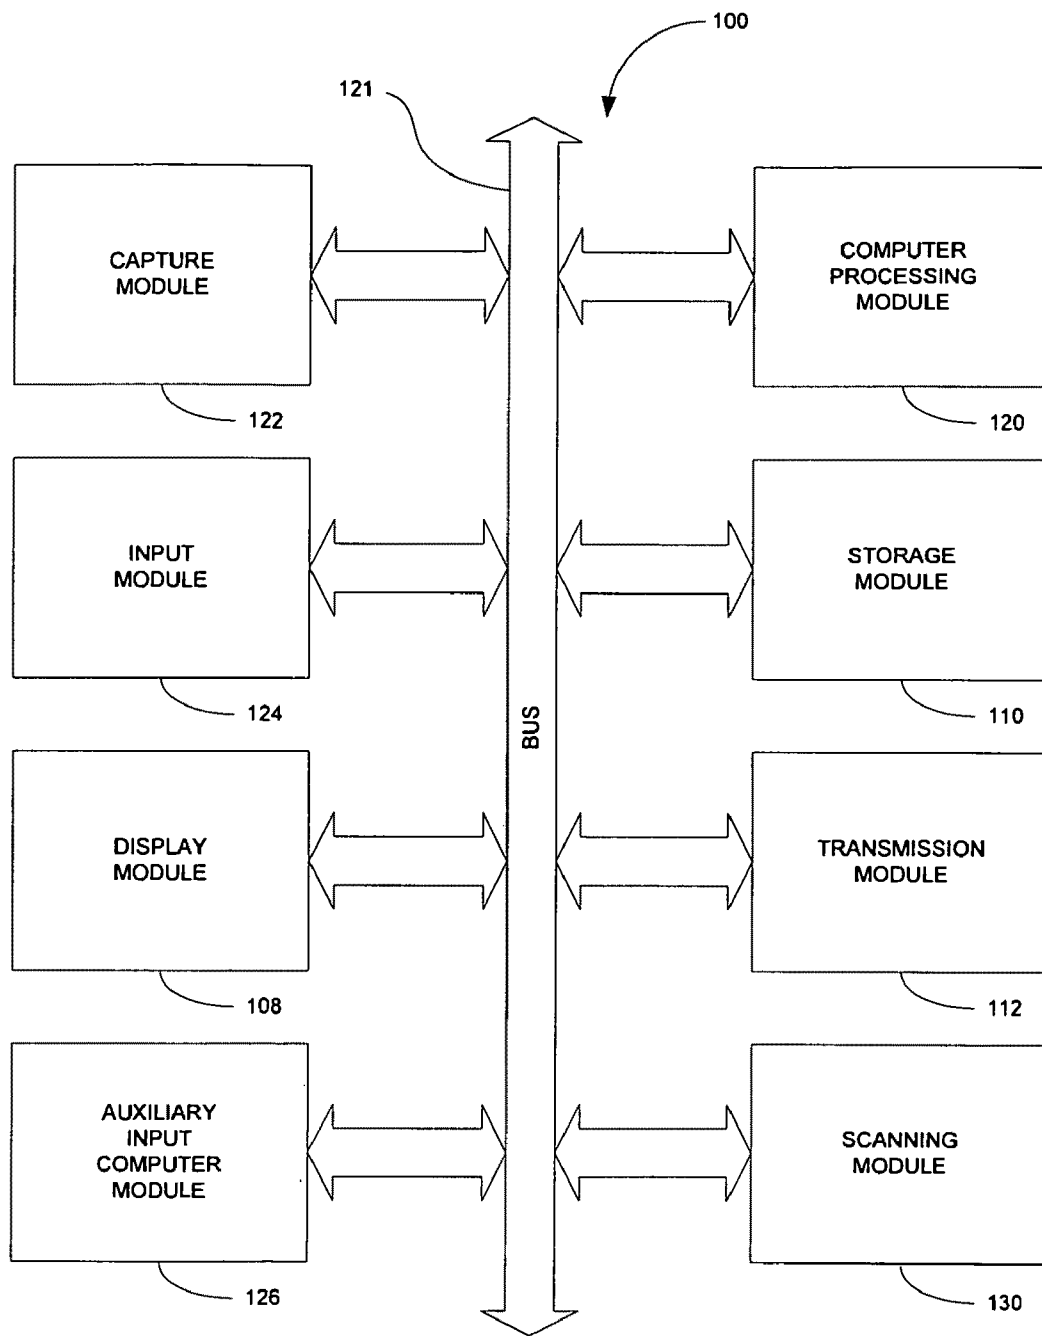 100
121
CAPTURE
MODULE
122
COMPUTER
PROCESSING
MODULE
120
INPUT
MODULE
124
STORAGE
MODULE
110
BUS
DISPLAY
MODULE
108
TRANSMISSION
MODULE
112
AUXILIARY
INPUT
COMPUTER
MODULE
126
SCANNING
MODULE
130